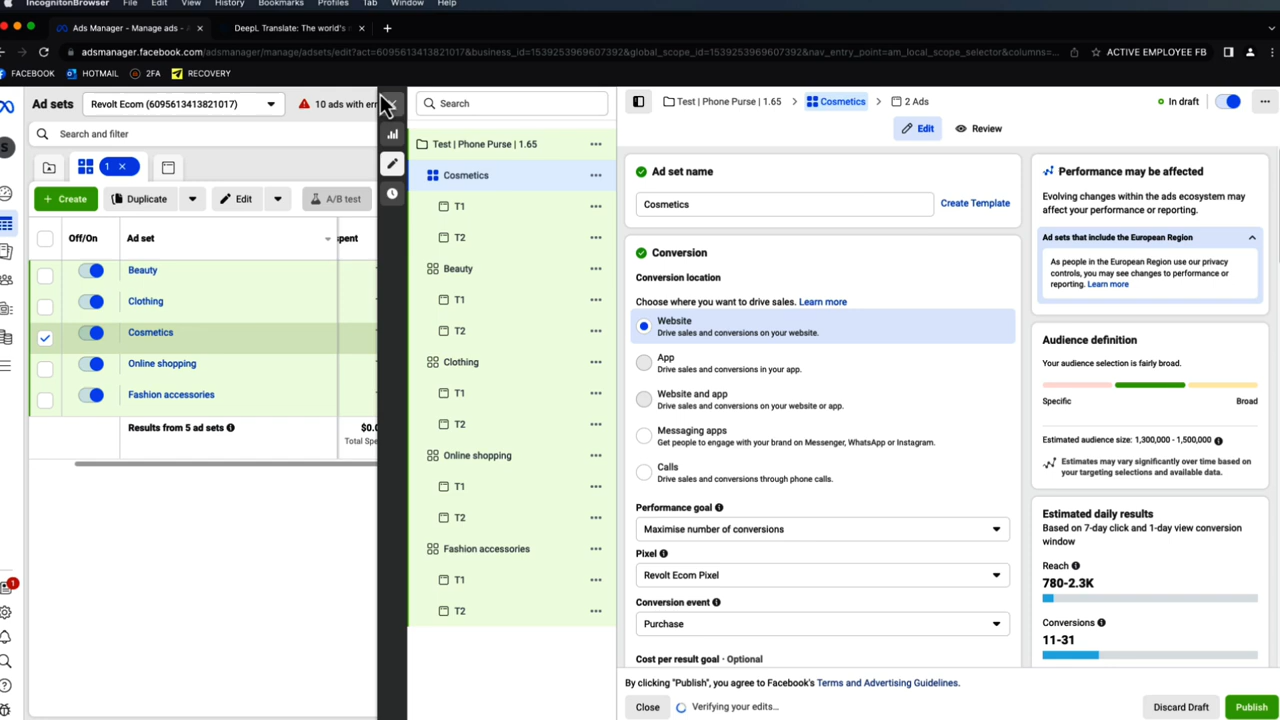 IncognitonBrowser File Edit View History Bookmarks Profiles Tab Window Help
Ads Manager - Manage ads -
DeepL Translate: The world's
adsmanager.facebook.com/adsmanager/manage/adsets/edit?act=6095613413821017&business_id=1539253969607392&global_scope_id=1539253969607392&nav_entry_point=am_local_scope_selector&columns=...
ACTIVE EMPLOYEE FB
FACEBOOK HOTMAIL 2FA RECOVERY
Ad sets
Revolt Ecom (6095613413821017)
10 ads with err
Search and filter
1
+ Create
Duplicate
Edit
A/B test
Off/On Ad set spent
Beauty
Clothing
Cosmetics
Online shopping
Fashion accessories
Results from 5 ad sets
$0.
Total Spe
S
1
Search
Test | Phone Purse | 1.65
Cosmetics
T1
T2
Beauty
T1
T2
Clothing
T1
T2
Online shopping
T1
T2
Fashion accessories
T1
T2
Test | Phone Purse | 1.65 > Cosmetics > 2 Ads
In draft
Edit
Review
Ad set name
Cosmetics
Create Template
Conversion
Conversion location
Choose where you want to drive sales. Learn more
Website
Drive sales and conversions on your website.
App
Drive sales and conversions in your app.
Website and app
Drive sales and conversions on your website or app.
Messaging apps
Get people to engage with your brand on Messenger, WhatsApp or Instagram.
Calls
Drive sales and conversions through phone calls.
Performance goal
Maximise number of conversions
Pixel
Revolt Ecom Pixel
Conversion event
Purchase
Cost per result goal · Optional
Performance may be affected
Evolving changes within the ads ecosystem may
affect your performance or reporting.
Ad sets that include the European Region
As people in the European Region use our privacy
controls, you may see changes to performance or
reporting. Learn more
Audience definition
Your audience selection is fairly broad.
Specific
Broad
Estimated audience size: 1,300,000 - 1,500,000
Estimates may vary significantly over time based on
your targeting selections and available data.
Estimated daily results
Based on 7-day click and 1-day view conversion
window
Reach
780-2.3K
Conversions
11-31
By clicking "Publish", you agree to Facebook's Terms and Advertising Guidelines.
Close
Verifying your edits...
Discard Draft
Publish